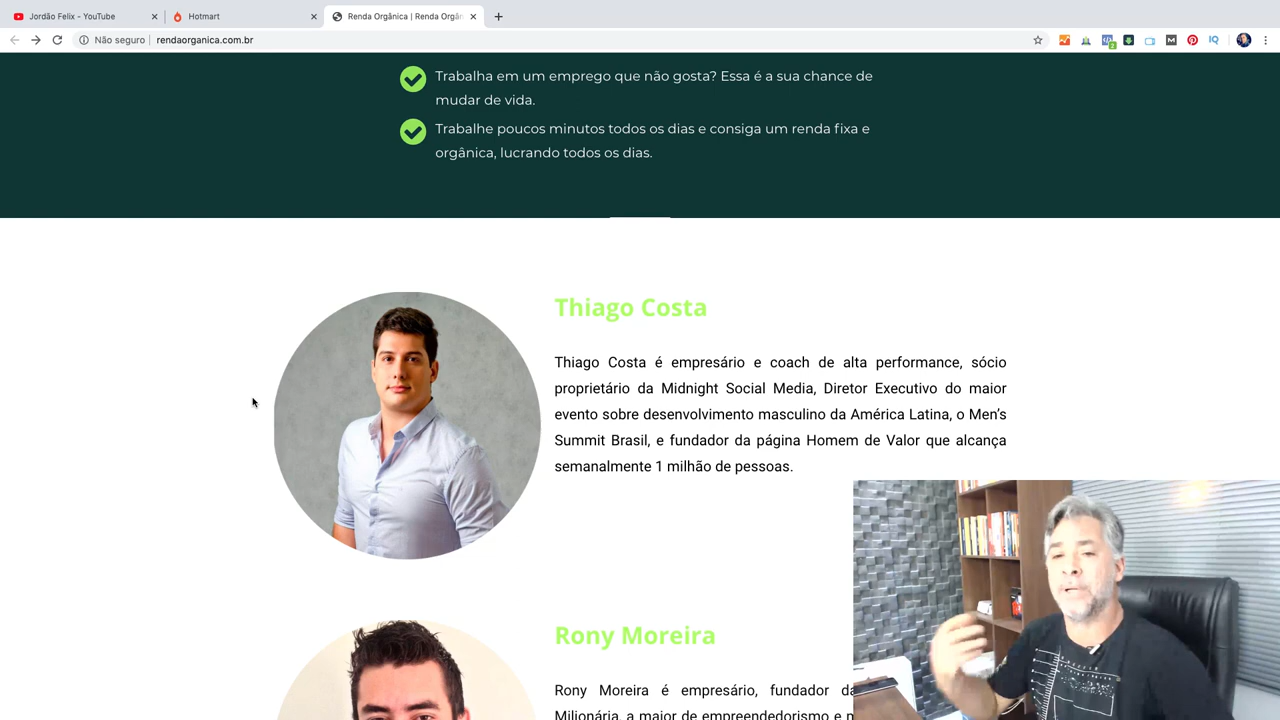 Jordão Felix - YouTube
Hotmart
Renda Orgânica | Renda Orgân
Não seguro
rendaorganica.com.br
Trabalha em um emprego que não gosta? Essa é a sua chance de
mudar de vida.
Trabalhe poucos minutos todos os dias e consiga um renda fixa e
orgânica, lucrando todos os dias.
Thiago Costa
Thiago Costa é empresário e coach de alta performance, sócio
proprietário da Midnight Social Media, Diretor Executivo do maior
evento sobre desenvolvimento masculino da América Latina, o Men's
Summit Brasil, e fundador da página Homem de Valor que alcança
semanalmente 1 milhão de pessoas.
Rony Moreira
Rony Moreira é empresário, fundador da
Milionária, a maior de empreendedorismo e